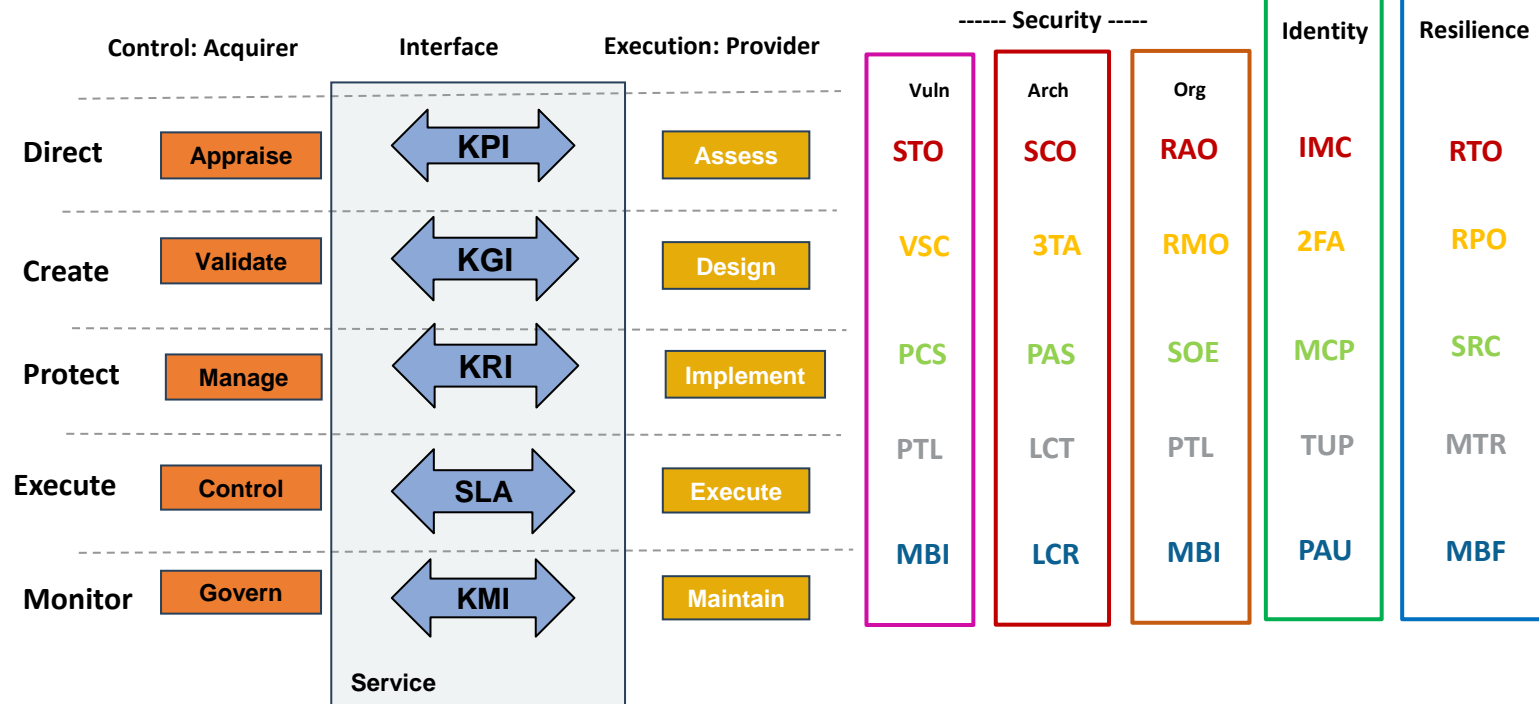 ------ Security -----
Identity
Resilience
Control: Acquirer
Interface
Execution: Provider
Vuln
Arch
Org
Direct
Appraise
KPI
Assess
STO
SCO
RAO
IMC
RTO
Create
Validate
KGI
Design
VSC
3TA
RMO
2FA
RPO
Protect
Manage
KRI
Implement
PCS
PAS
SOE
MCP
SRC
Execute
Control
SLA
Execute
PTL
LCT
PTL
TUP
MTR
Monitor
Govern
KMI
Maintain
MBI
LCR
MBI
PAU
MBF
Service